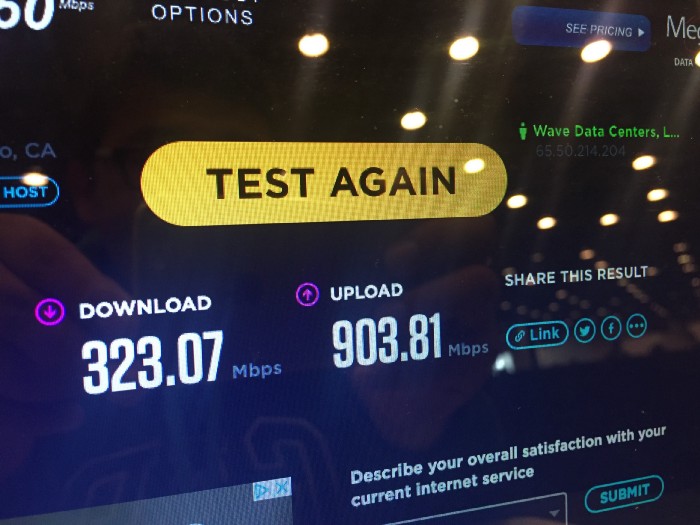 Mbps
OPTIONS
SEE PRICING
DATA
Wave Data Centers, L...
65.50.214.204
o, CA
HOST
TEST AGAIN
SHARE THIS RESULT
DOWNLOAD
323.07 Mbps
UPLOAD
903.81 Mbps
Link
Describe your overall satisfaction with your
current internet service
SUBMIT